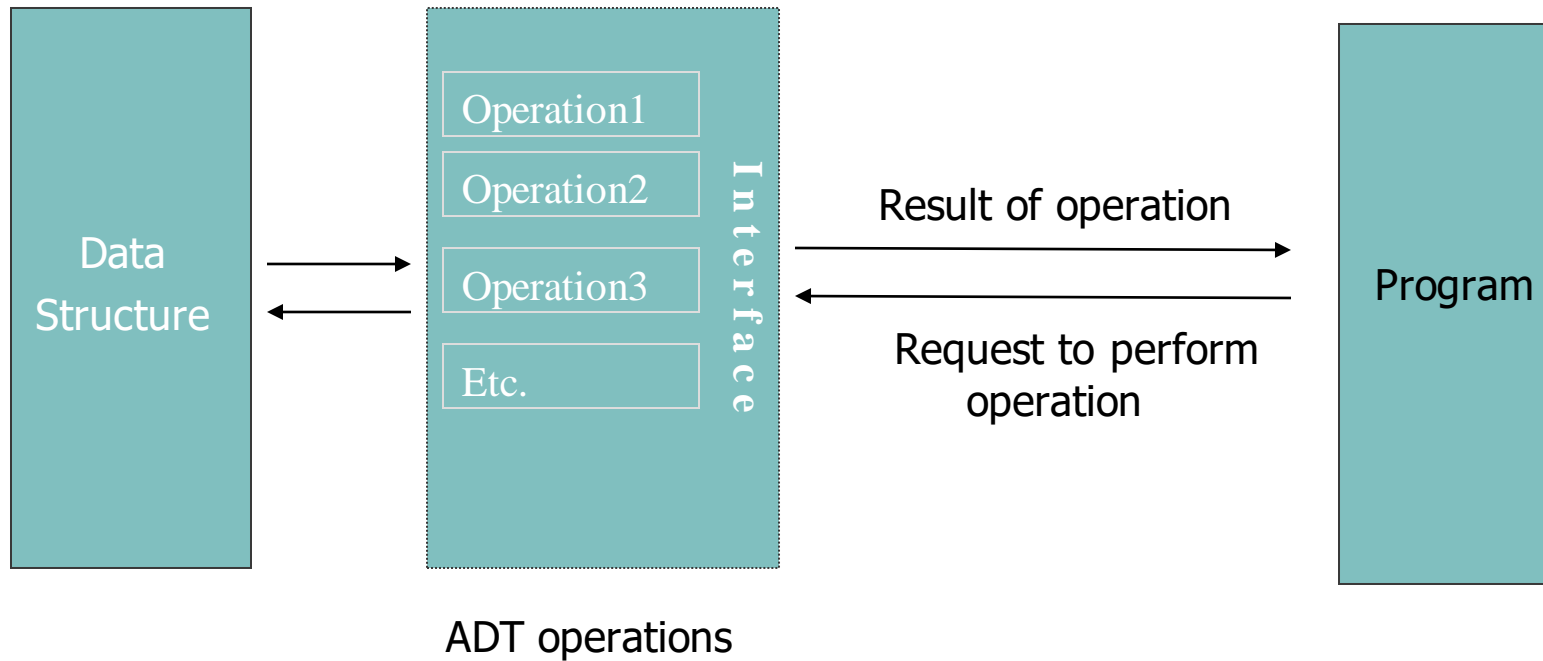 Data
Structure
Operation1
Operation2
Operation3
Etc.
Interface
Result of operation
Request to perform
operation
Program
ADT operations